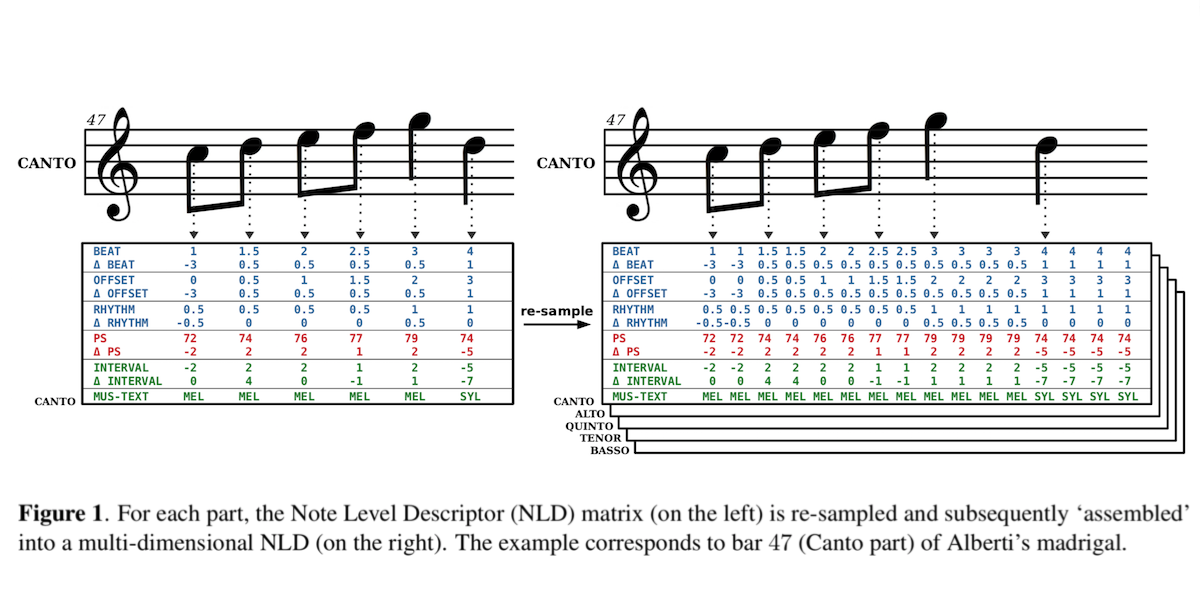 47
CANTO
BEAT 1 1.5 2 2.5 3 4
Δ BEAT -3 0.5 0.5 0.5 0.5 1
OFFSET 0 0.5 1 1.5 2 3
Δ OFFSET -3 0.5 0.5 0.5 0.5 1
RHYTHM 0.5 0.5 0.5 0.5 1 1
Δ RHYTHM -0.5 0 0 0 0.5 0
PS 72 74 76 77 79 74
Δ PS -2 2 2 1 2 -5
INTERVAL -2 2 2 1 2 -5
Δ INTERVAL 0 4 0 -1 1 -7
CANTO MUS-TEXT MEL MEL MEL MEL MEL SYL
re-sample
47
CANTO
BEAT 1 1 1.5 1.5 2 2 2.5 2.5 3 3 3 3 4 4 4 4
Δ BEAT -3 -3 0.5 0.5 0.5 0.5 0.5 0.5 0.5 0.5 0.5 0.5 1 1 1 1
OFFSET 0 0 0.5 0.5 1 1 1.5 1.5 2 2 2 2 3 3 3 3
Δ OFFSET -3 -3 0.5 0.5 0.5 0.5 0.5 0.5 0.5 0.5 0.5 0.5 1 1 1 1
RHYTHM 0.5 0.5 0.5 0.5 0.5 0.5 0.5 0.5 1 1 1 1 1 1 1 1
Δ RHYTHM -0.5 -0.5 0 0 0 0 0 0 0.5 0.5 0.5 0.5 0 0 0 0
PS 72 72 74 74 76 76 77 77 79 79 79 79 74 74 74 74
Δ PS -2 -2 2 2 2 2 1 1 2 2 2 2 -5 -5 -5 -5
INTERVAL -2 -2 2 2 2 2 1 1 2 2 2 2 -5 -5 -5 -5
Δ INTERVAL 0 0 4 4 0 0 -1 -1 1 1 1 1 -7 -7 -7 -7
CANTO MUS-TEXT MEL MEL MEL MEL MEL MEL MEL MEL MEL MEL MEL MEL SYL SYL SYL SYL
ALTO
QUINTO
TENOR
BASSO
Figure 1. For each part, the Note Level Descriptor (NLD) matrix (on the left) is re-sampled and subsequently ‘assembled’
into a multi-dimensional NLD (on the right). The example corresponds to bar 47 (Canto part) of Alberti’s madrigal.